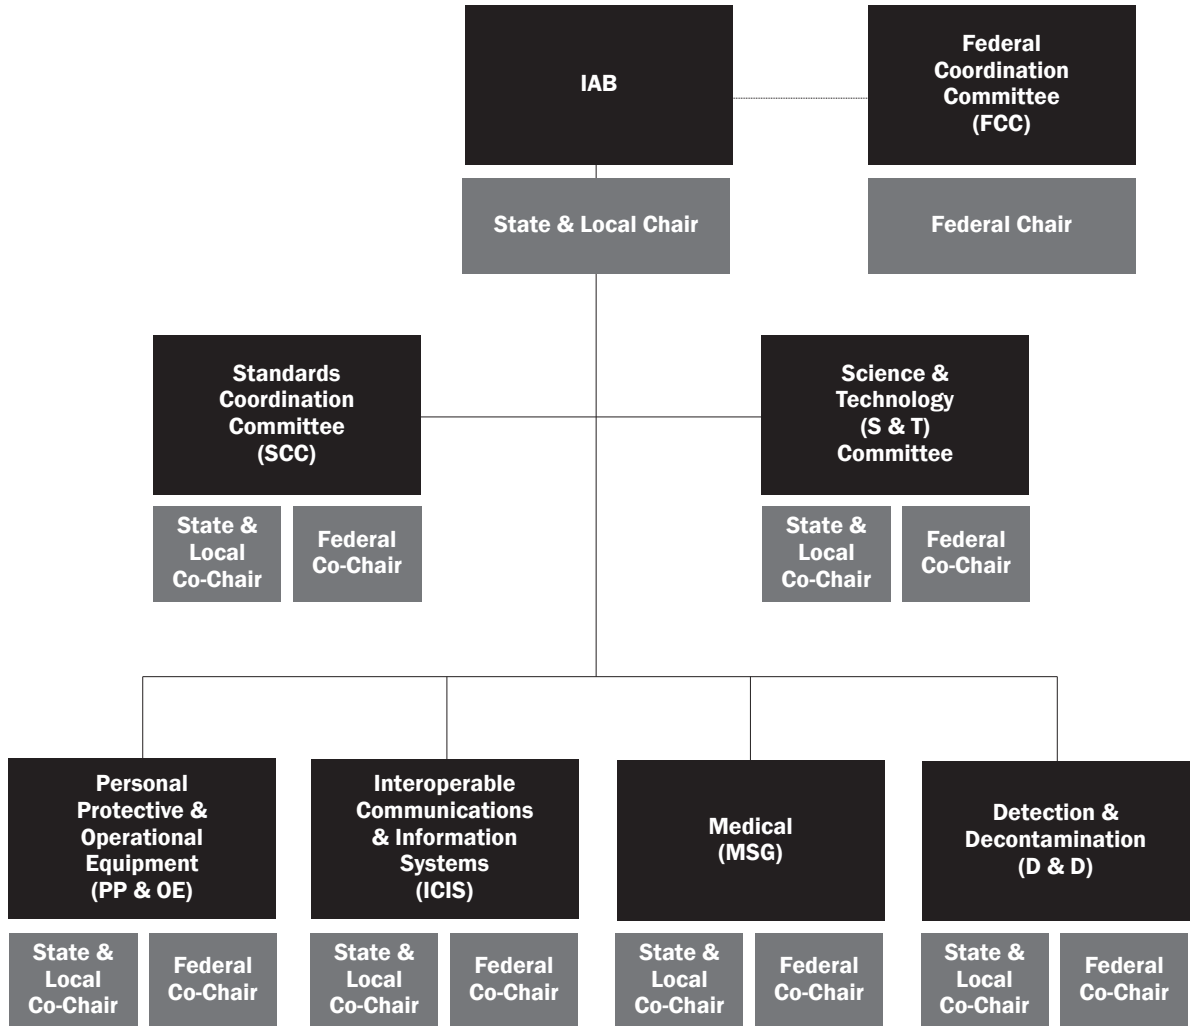 IAB
Federal
Coordination
Committee
(FCC)
State & Local Chair
Federal Chair
Standards
Coordination
Committee
(SCC)
Science &
Technology
(S & T)
Committee
State &
Local
Co-Chair
Federal
Co-Chair
State &
Local
Co-Chair
Federal
Co-Chair
Personal
Protective &
Operational
Equipment
(PP & OE)
Interoperable
Communications
& Information
Systems
(ICIS)
Medical
(MSG)
Detection &
Decontamination
(D & D)
State &
Local
Co-Chair
Federal
Co-Chair
State &
Local
Co-Chair
Federal
Co-Chair
State &
Local
Co-Chair
Federal
Co-Chair
State &
Local
Co-Chair
Federal
Co-Chair